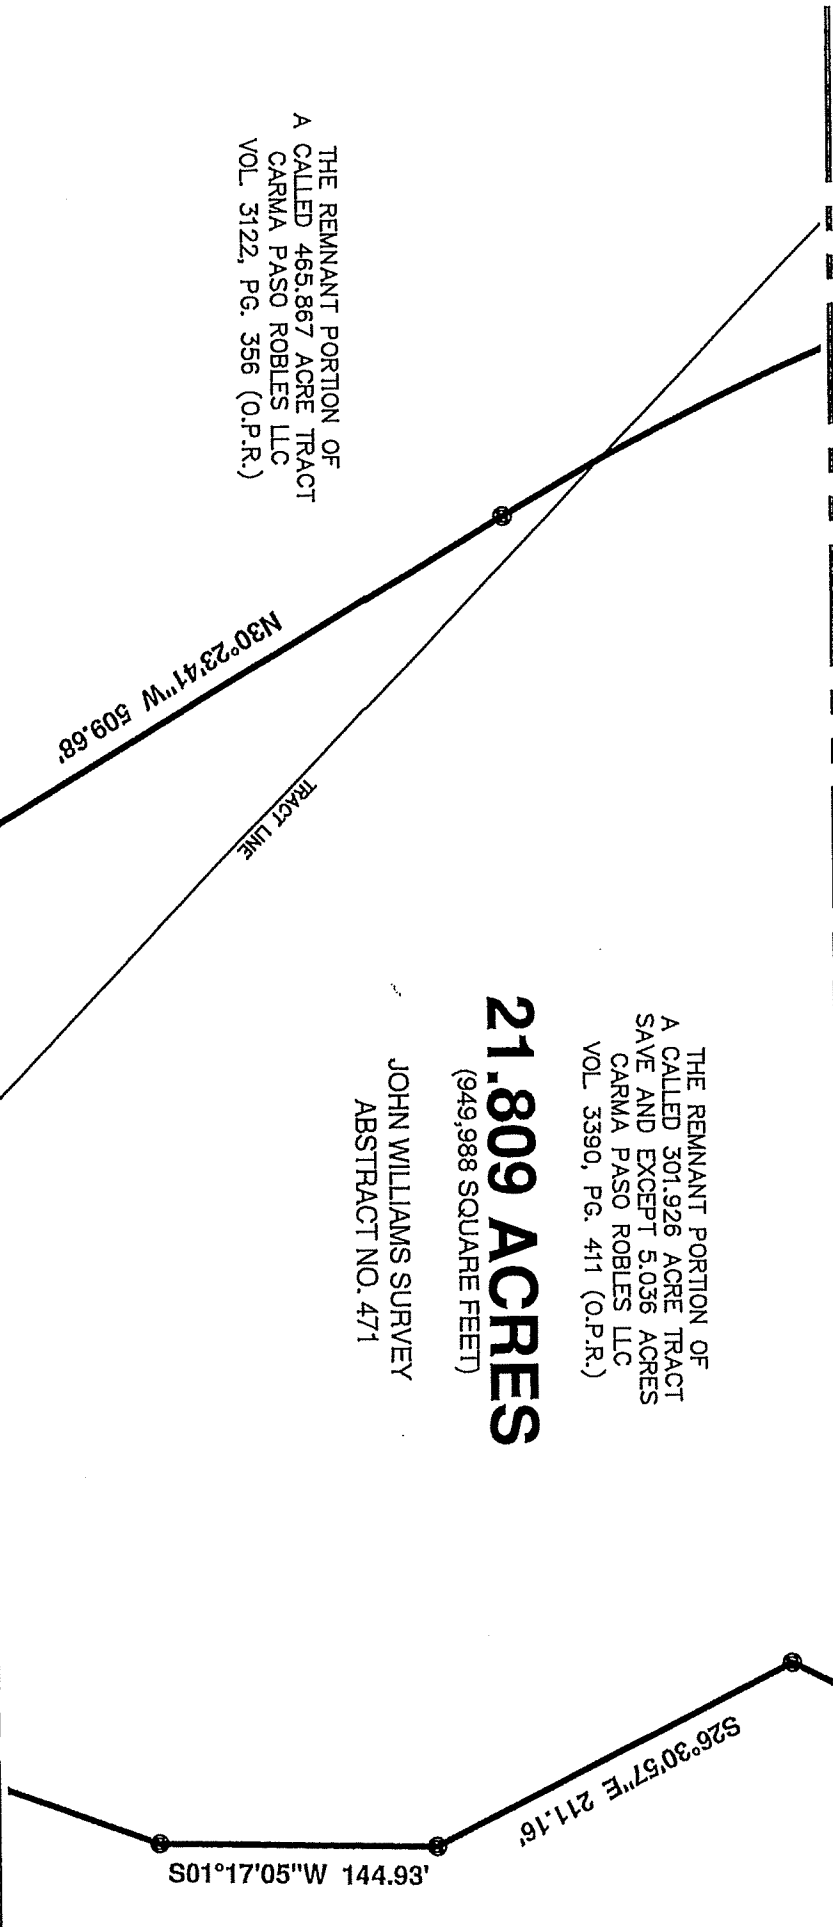 THE REMNANT PORTION OF
A CALLED 465.867 ACRE TRACT
CARMA PASO ROBLES LLC
VOL. 3122, PG. 356 (O.P.R.)
N30°23'41"W 509.68'
TRACT LINE
THE REMNANT PORTION OF
A CALLED 301.926 ACRE TRACT
SAVE AND EXCEPT 5.036 ACRES
CARMA PASO ROBLES LLC
VOL. 3390, PG. 411 (O.P.R.)
21.809 ACRES
(949,988 SQUARE FEET)
JOHN WILLIAMS SURVEY
ABSTRACT NO. 471
S26°30'57"E 211.16'
S01°17'05"W 144.93'